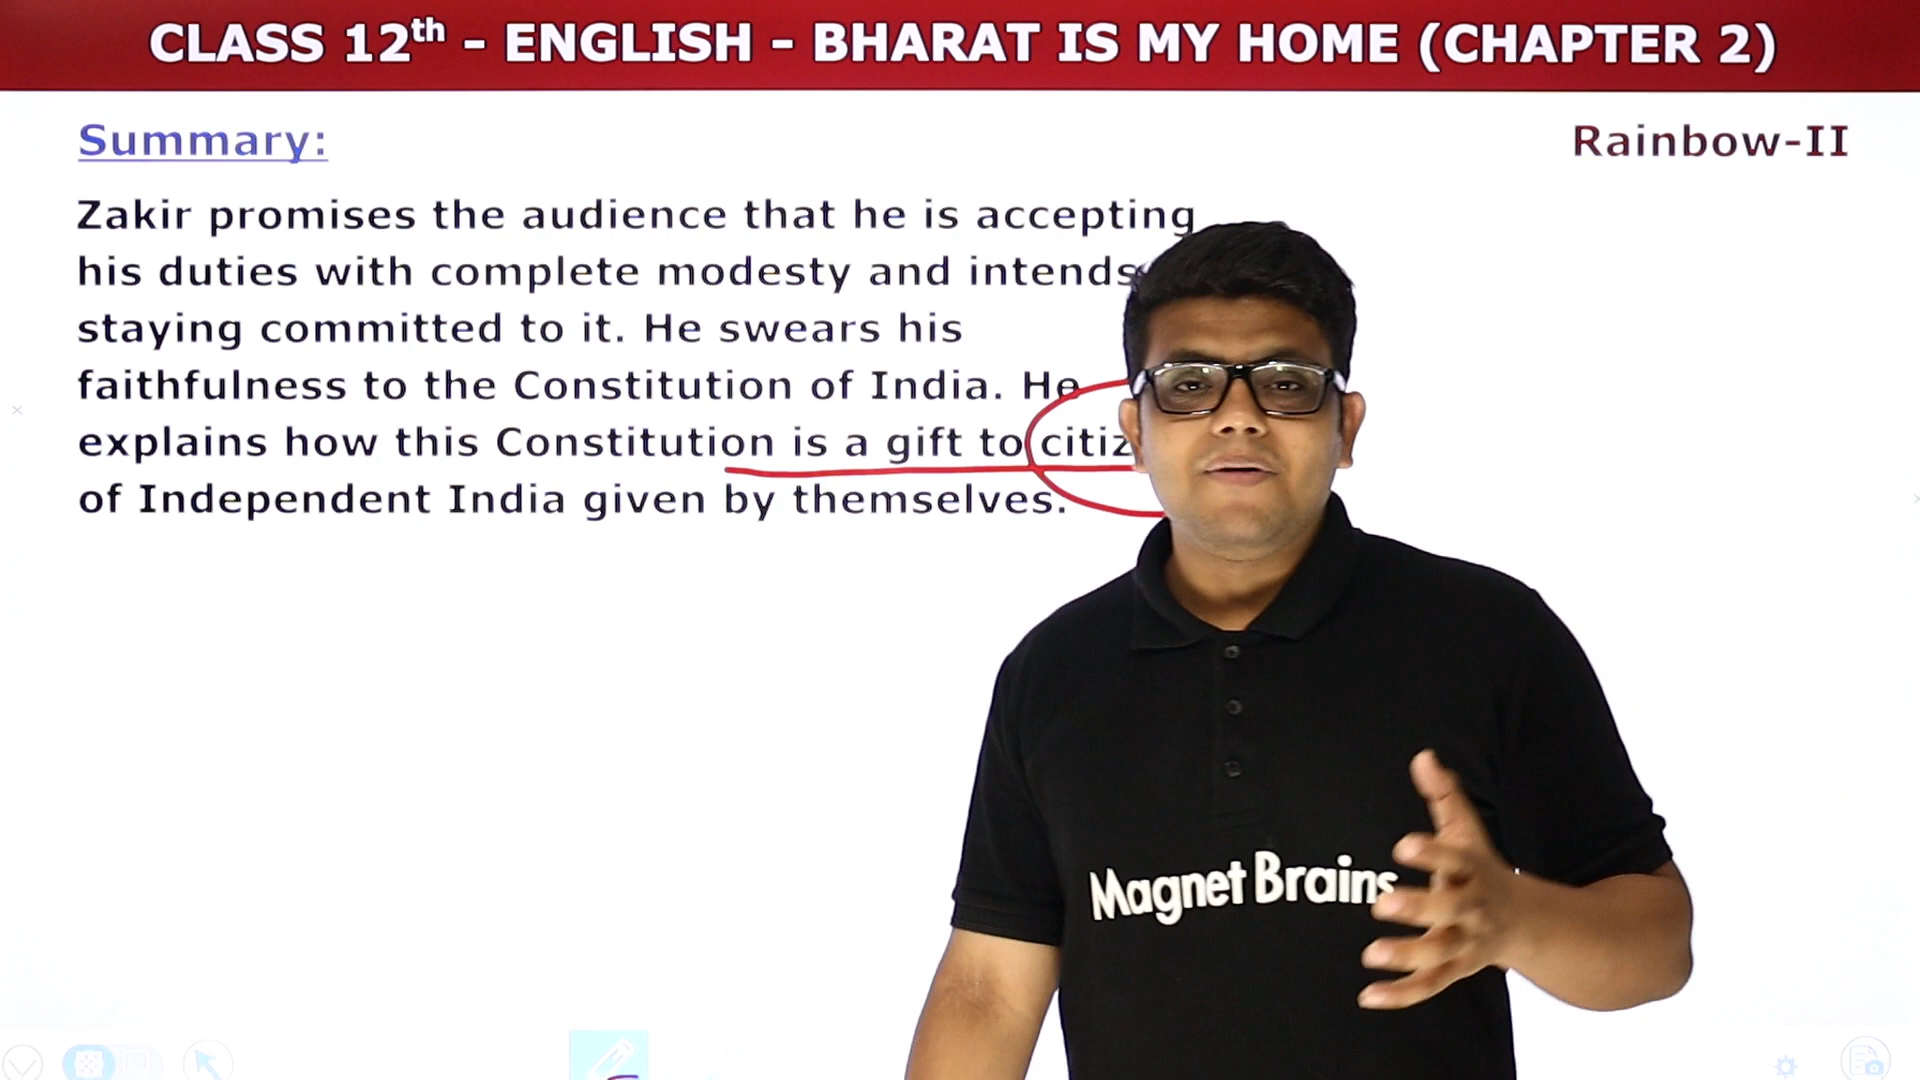 CLASS 12th - ENGLISH - BHARAT IS MY HOME (CHAPTER 2)
Summary:
Rainbow-II
Zakir promises the audience that he is accepting
his duties with complete modesty and intends
staying committed to it. He swears his
faithfulness to the Constitution of India. He
explains how this Constitution is a gift to
of Independent India given by themselves.
Magnet Brains